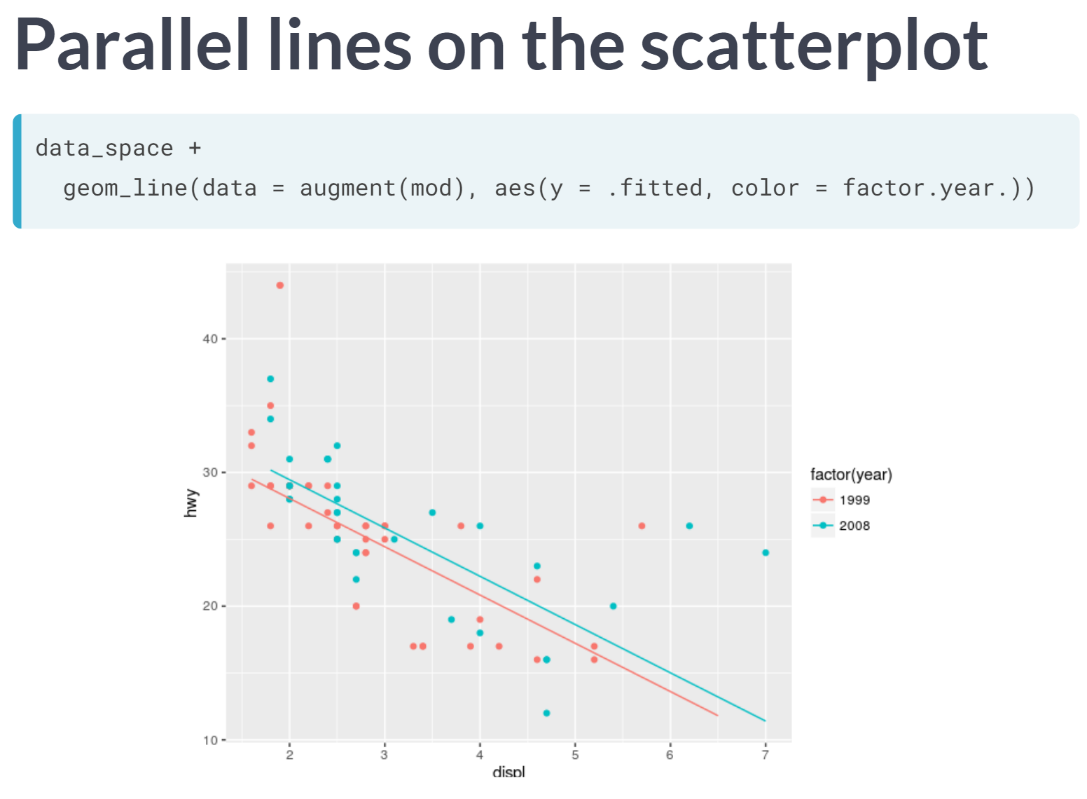 Parallel lines on the scatterplot
data_space +
geom_line(data = augment(mod), aes(y = .fitted, color = factor.year.))
40
30
20
10
hwy
2 3 4 5 6 7
displ
factor(year)
1999
2008